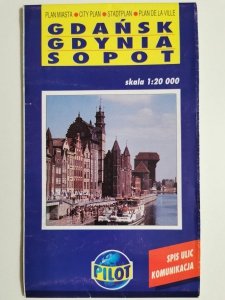 PLAN MIASTA ● CITY PLAN ● STADTPLAN ● PLAN DE LA VILLE
GDAŃSK
GDYNIA
SOPOT
skala 1:20 000
SPIS ULIC
KOMUNIKACJA
PILOT